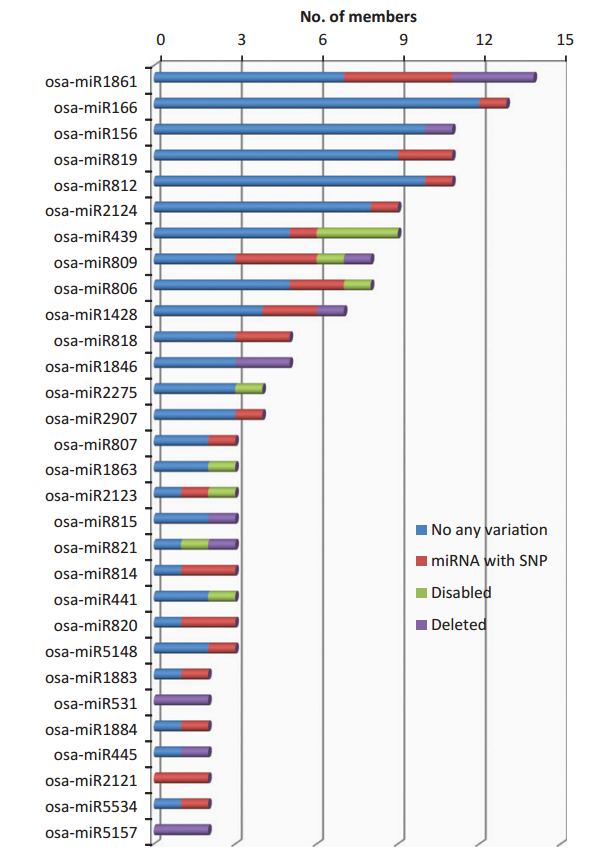 No. of members
0 3 6 9 12 15
osa-miR1861
osa-miR166
osa-miR156
osa-miR819
osa-miR812
osa-miR2124
osa-miR439
osa-miR809
osa-miR806
osa-miR1428
osa-miR818
osa-miR1846
osa-miR2275
osa-miR2907
osa-miR807
osa-miR1863
osa-miR2123
osa-miR815
osa-miR821
osa-miR814
osa-miR441
osa-miR820
osa-miR5148
osa-miR1883
osa-miR531
osa-miR1884
osa-miR445
osa-miR2121
osa-miR5534
osa-miR5157
No any variation
miRNA with SNP
Disabled
Deleted